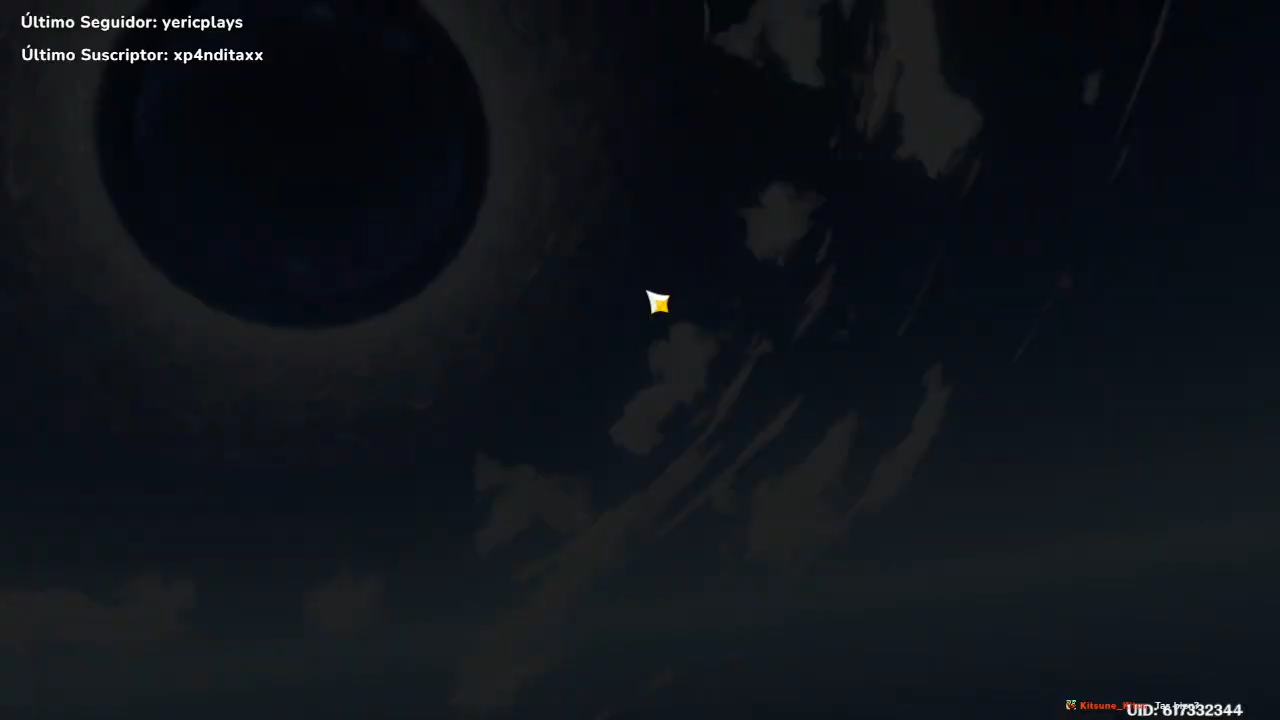 Último Seguidor: yericplays
Último Suscriptor: xp4nditaxx
UID: 617332344